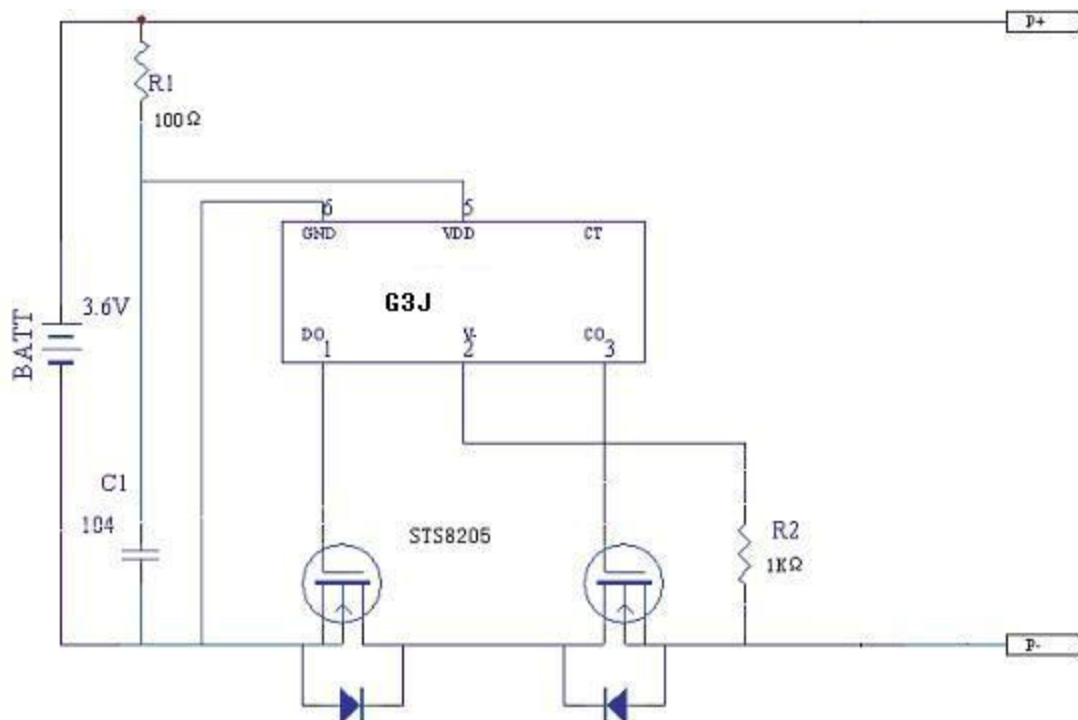 P+
R1
100Ω
6
5
GND
VDD
CT
3.6V
G3J
BATT
DO
V-
CO
1
2
3
C1
104
STS8205
R2
1KΩ
P-